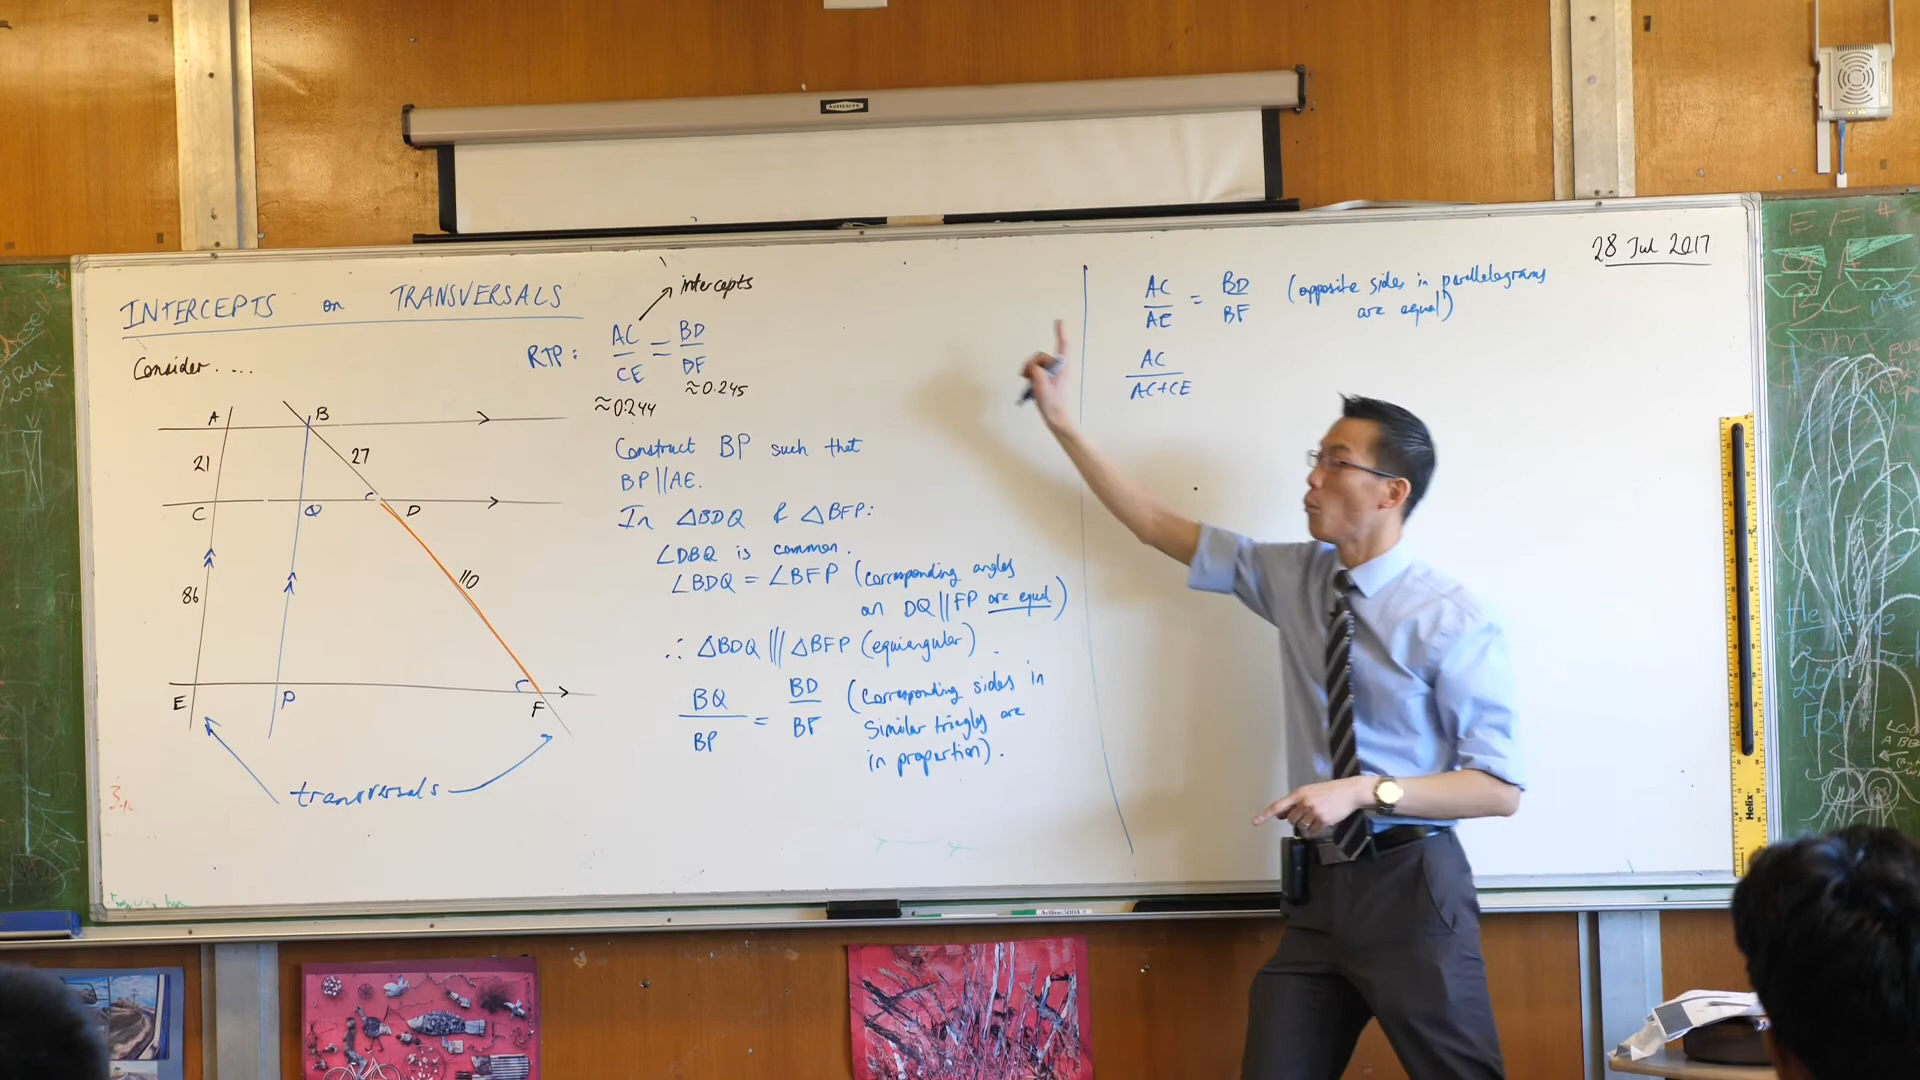 28 Jul 2017
INTERCEPTS on TRANSVERSALS
Consider....
A
B
21
27
C
Q
D
86
110
E
P
F
transversals
intercepts
RTP: AC/CE = BD/DF
≈0.244
≈0.245
Construct BP such that
BP//AE.
In △BDQ & △BFP:
∠DBQ is common.
∠BDQ = ∠BFP (corresponding angles
on DQ//FP are equal)
∴ △BDQ ||| △BFP (equiangular).
BQ/BP = BD/BF (corresponding sides in
similar triangles are
in proportion).
AC/AE = BD/BF (opposite sides in parallelograms
are equal)
AC/AC+CE
Helix